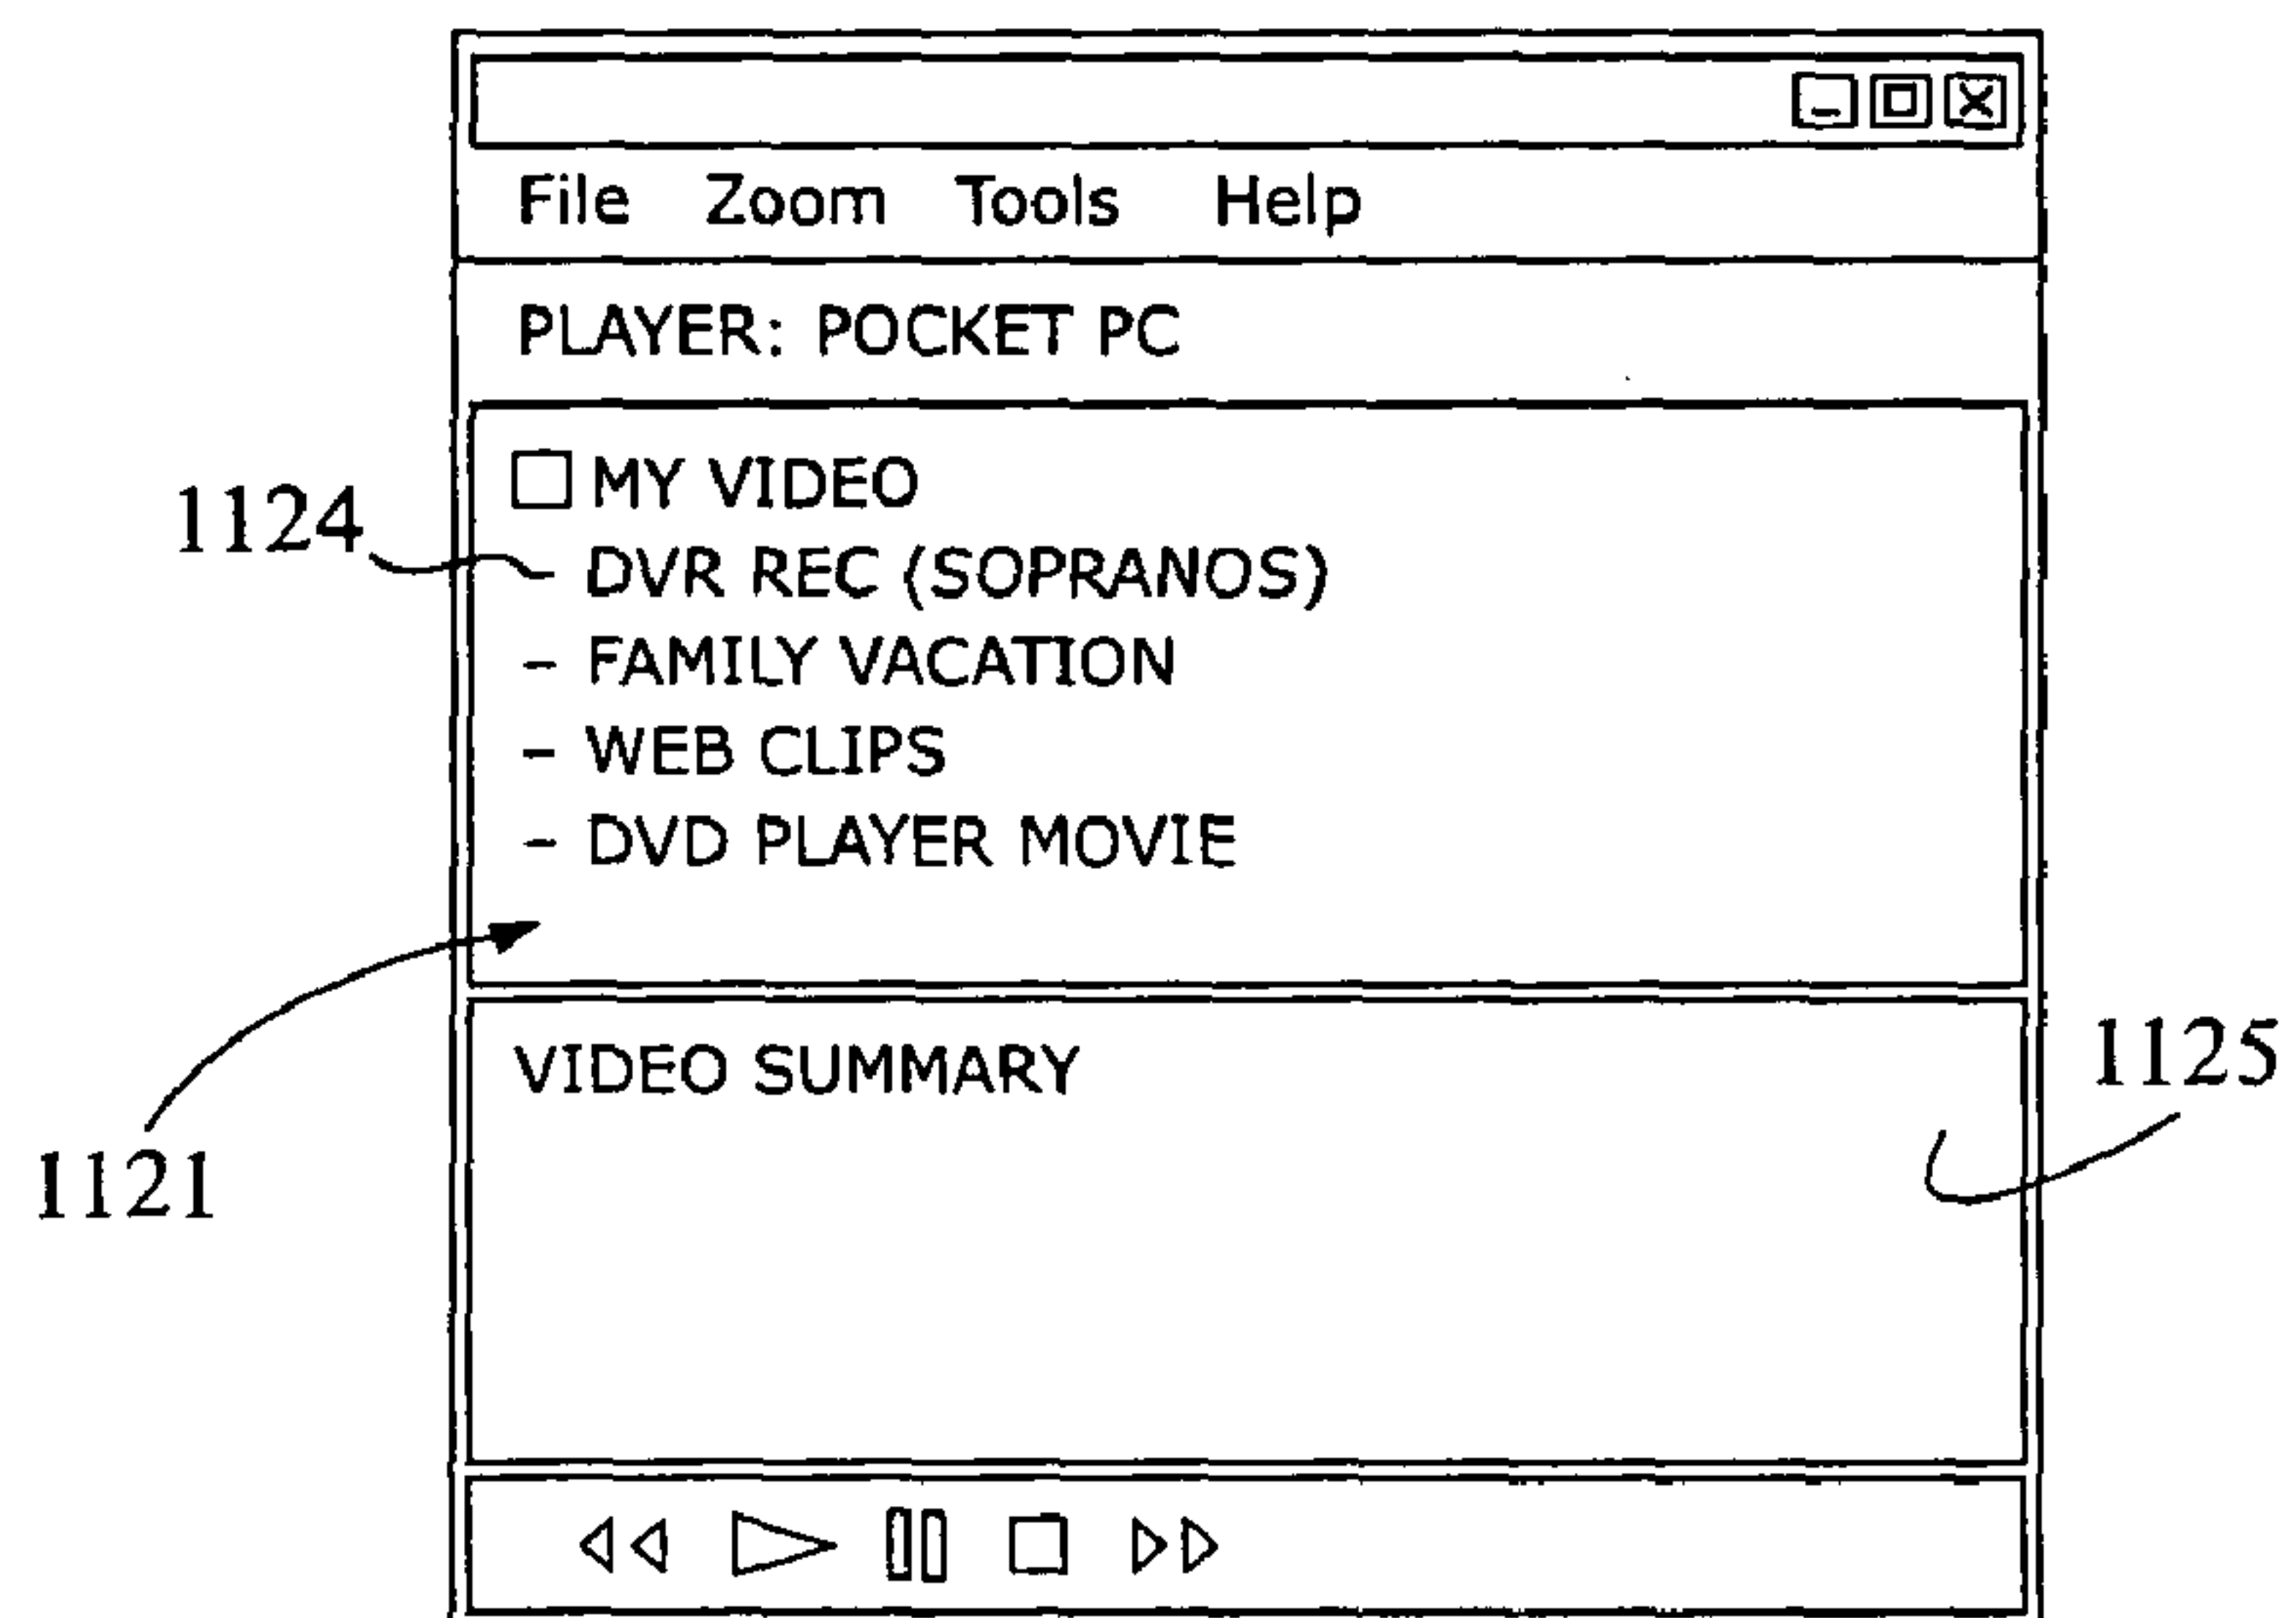 File Zoom Tools Help
PLAYER: POCKET PC
MY VIDEO
1124
- DVR REC (SOPRANOS)
- FAMILY VACATION
- WEB CLIPS
- DVD PLAYER MOVIE
VIDEO SUMMARY
1125
1121